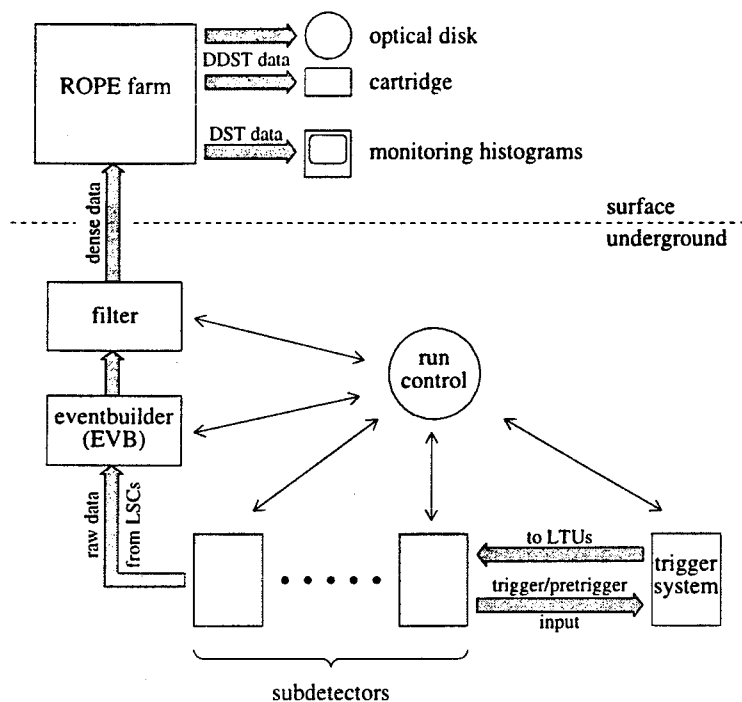 ROPE farm
optical disk
DDST data
cartridge
DST data
monitoring histograms
dense data
surface
underground
filter
run
control
eventbuilder
(EVB)
raw data
from LSCs
to LTUs
trigger/pretrigger
input
trigger
system
subdetectors